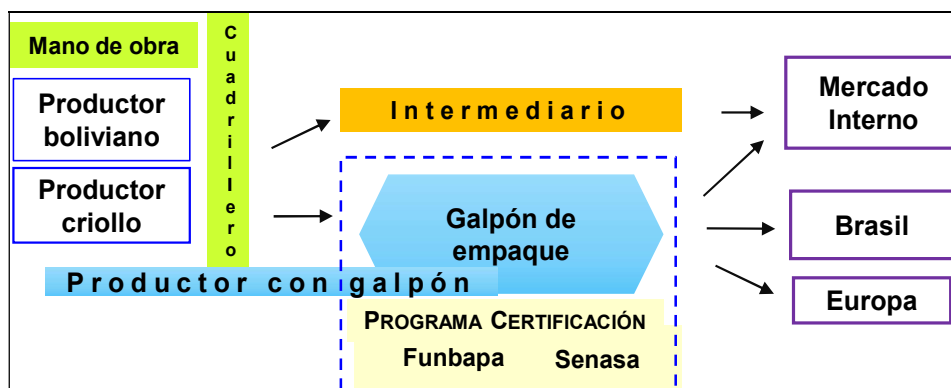 Mano de obra
Cuadrillero
Productor
boliviano
Productor
criollo
Intermediario
Galpón de
empaque
Productor con galpón
PROGRAMA CERTIFICACIÓN
Funbapa Senasa
Mercado
Interno
Brasil
Europa